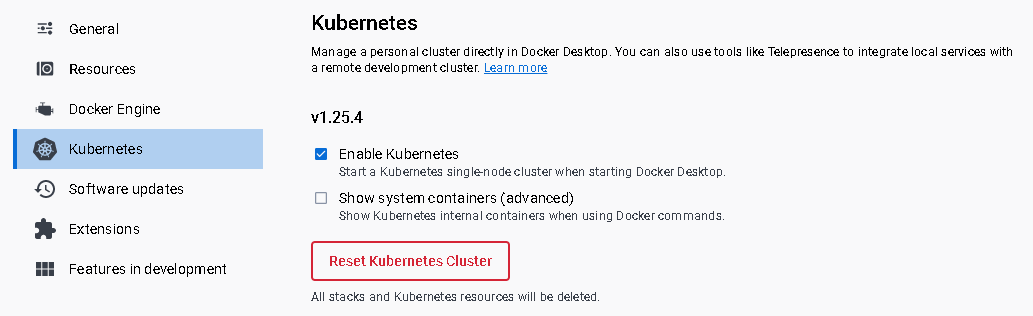 General
Resources
Docker Engine
Kubernetes
Software updates
Extensions
Features in development
Kubernetes
Manage a personal cluster directly in Docker Desktop. You can also use tools like Telepresence to integrate local services with
a remote development cluster. Learn more
v1.25.4
Enable Kubernetes
Start a Kubernetes single-node cluster when starting Docker Desktop.
Show system containers (advanced)
Show Kubernetes internal containers when using Docker commands.
Reset Kubernetes Cluster
All stacks and Kubernetes resources will be deleted.